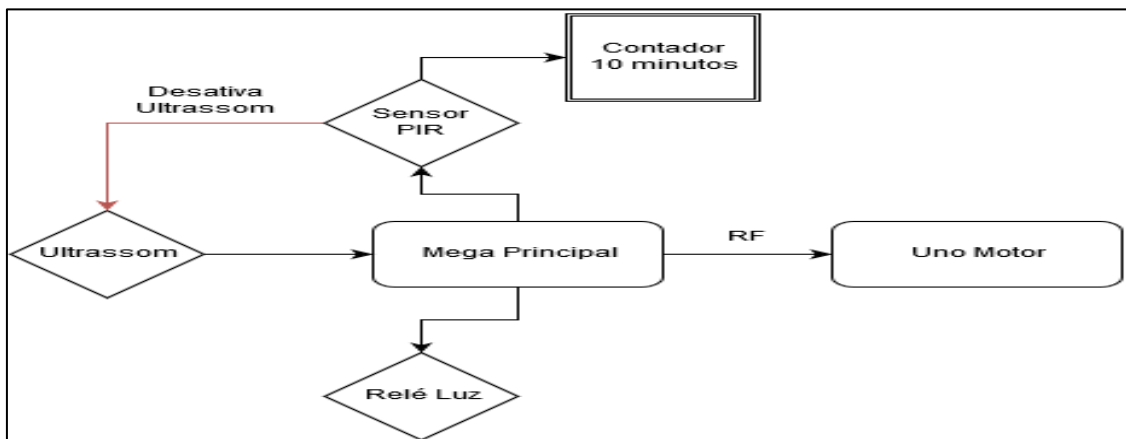 Contador
10 minutos
Desativa
Ultrassom
Sensor
PIR
Ultrassom
Mega Principal
RF
Uno Motor
Relé Luz